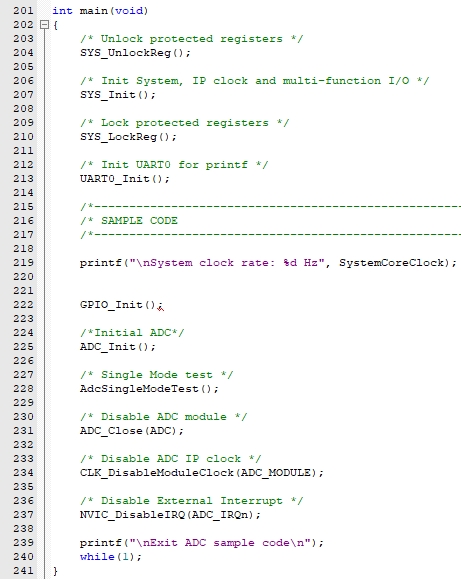 201 int main(void)
202 {
203 /* Unlock protected registers */
204 SYS_UnlockReg();
205
206 /* Init System, IP clock and multi-function I/O */
207 SYS_Init();
208
209 /* Lock protected registers */
210 SYS_LockReg();
211
212 /* Init UART0 for printf */
213 UART0_Init();
214
215 /*----------------------------------------------------
216 /* SAMPLE CODE
217 /*----------------------------------------------------
218
219 printf("\nSystem clock rate: %d Hz", SystemCoreClock);
220
221
222 GPIO_Init();
223
224 /*Initial ADC*/
225 ADC_Init();
226
227 /* Single Mode test */
228 AdcSingleModeTest();
229
230 /* Disable ADC module */
231 ADC_Close(ADC);
232
233 /* Disable ADC IP clock */
234 CLK_DisableModuleClock(ADC_MODULE);
235
236 /* Disable External Interrupt */
237 NVIC_DisableIRQ(ADC_IRQn);
238
239 printf("\nExit ADC sample code\n");
240 while(1);
241 }